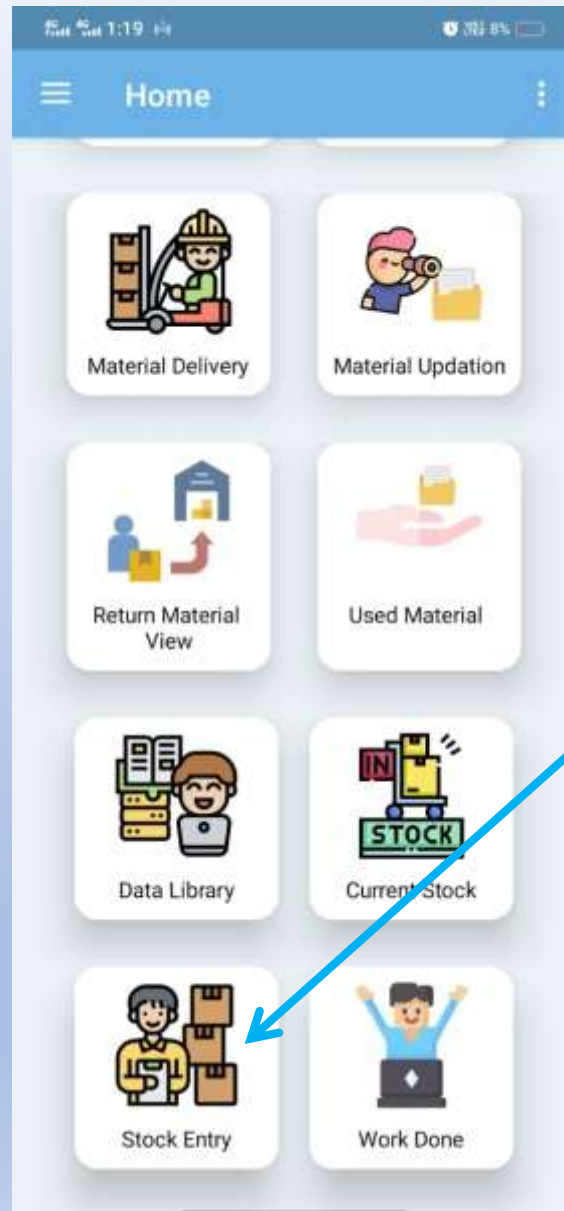 1:19
8%
Home
Material Delivery
Material Updation
Return Material
View
Used Material
IN
STOCK
Data Library
Current Stock
Stock Entry
Work Done